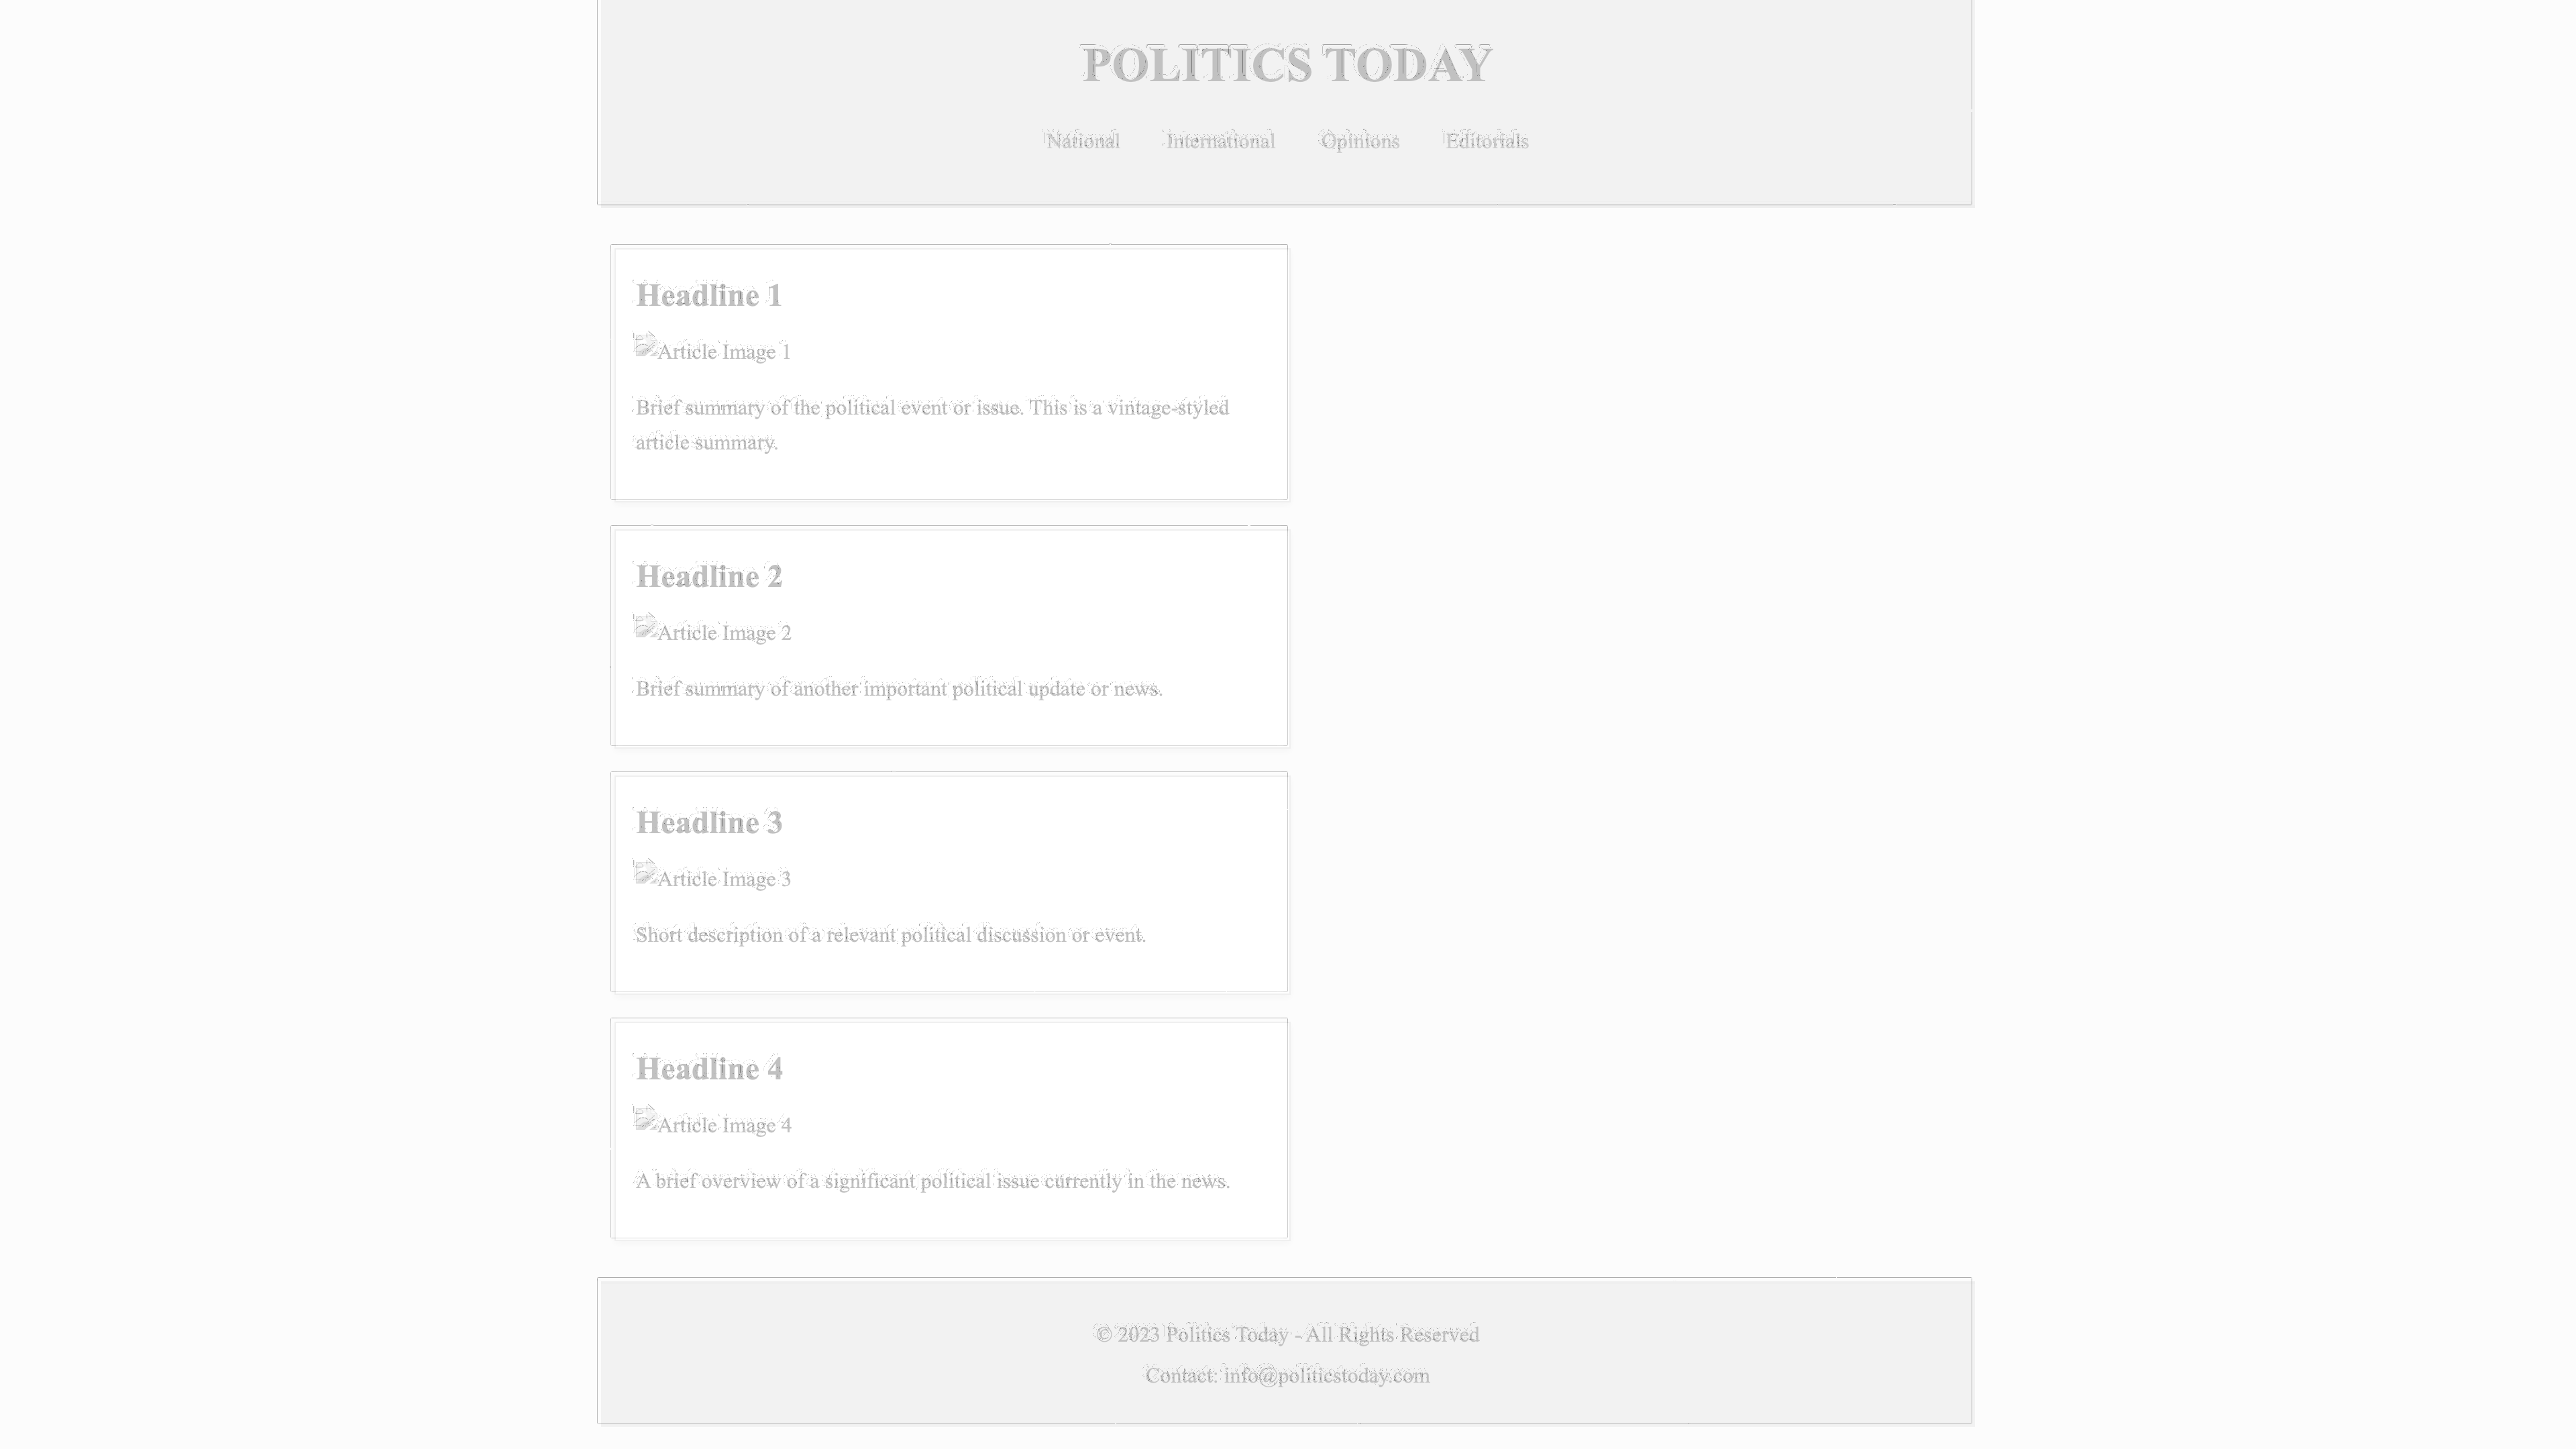 POLITICS TODAY
National International Opinions Editorials
Headline 1
Article Image 1
Brief summary of the political event or issue. This is a vintage-styled
article summary.
Headline 2
Article Image 2
Brief summary of another important political update or news.
Headline 3
Article Image 3
Short description of a relevant political discussion or event.
Headline 4
Article Image 4
A brief overview of a significant political issue currently in the news.
© 2023 Politics Today - All Rights Reserved
Contact: info@politicstoday.com